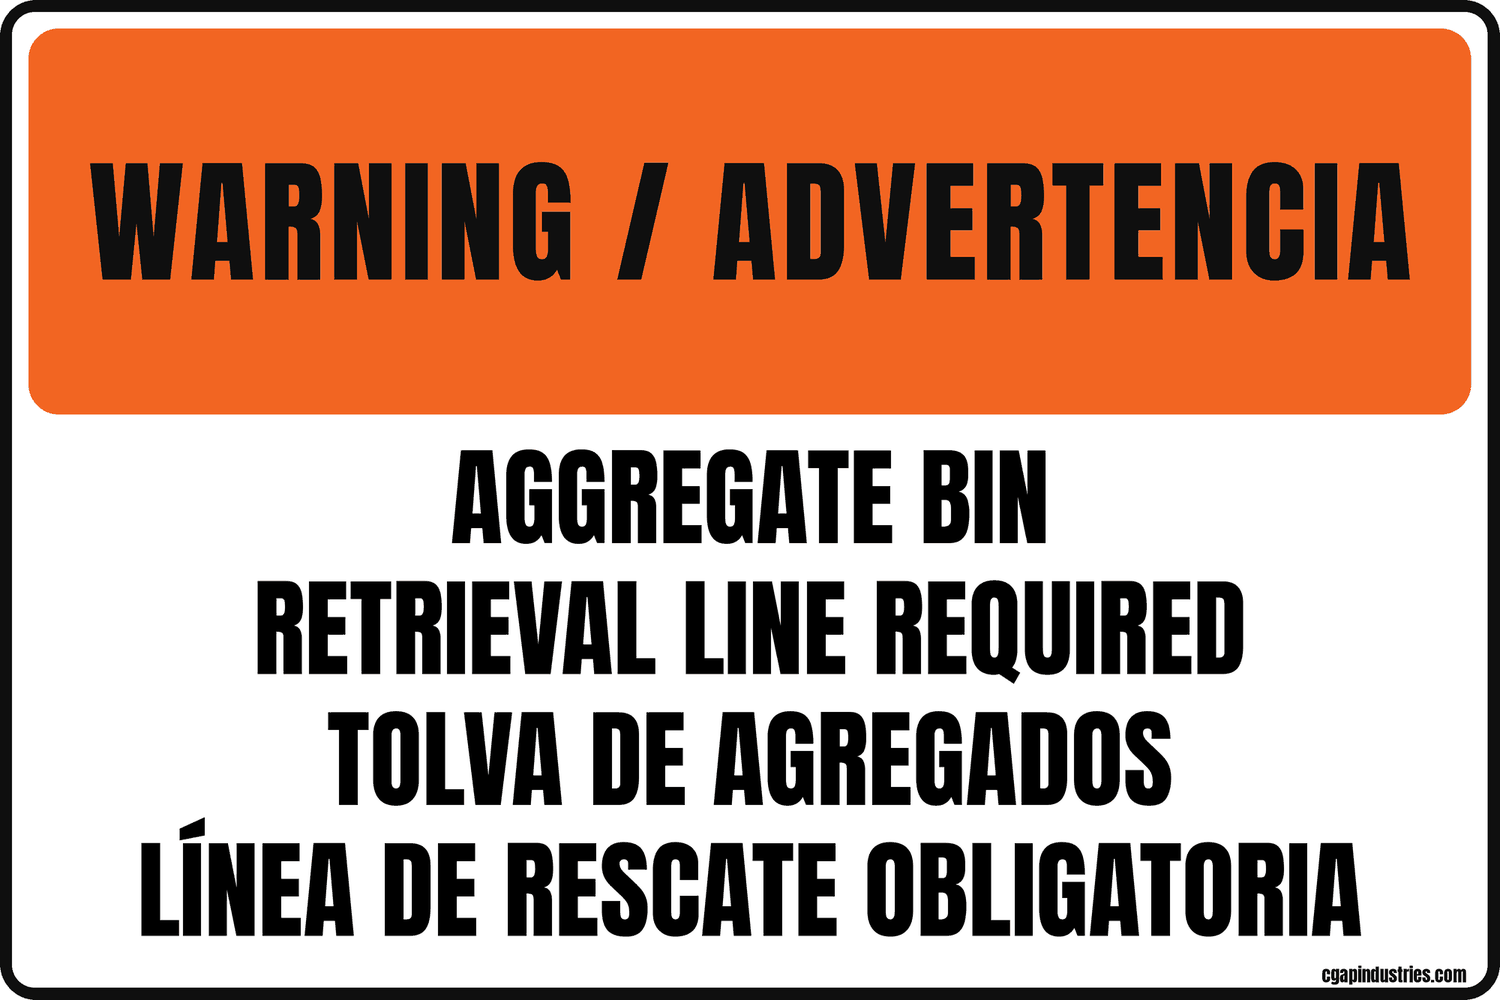 WARNING / ADVERTENCIA
AGGREGATE BIN
RETRIEVAL LINE REQUIRED
TOLVA DE AGREGADOS
LÍNEA DE RESCATE OBLIGATORIA
cgapindustries.com